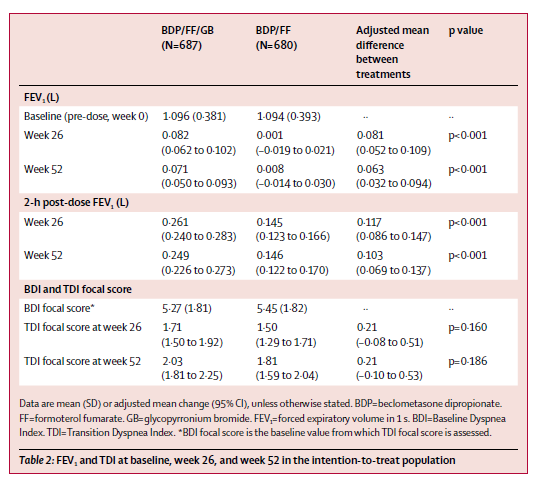 BDP/FF/GB (N=687) BDP/FF (N=680) Adjusted mean difference between treatments p value
FEV₁ (L)
Baseline (pre-dose, week 0) 1·096 (0·381) 1·094 (0·393) ·· ··
Week 26 0·082 0·001 0·081 p<0·001
(0·062 to 0·102) (–0·019 to 0·021) (0·052 to 0·109)
Week 52 0·071 0·008 0·063 p<0·001
(0·050 to 0·093) (–0·014 to 0·030) (0·032 to 0·094)
2-h post-dose FEV₁ (L)
Week 26 0·261 0·145 0·117 p<0·001
(0·240 to 0·283) (0·123 to 0·166) (0·086 to 0·147)
Week 52 0·249 0·146 0·103 p<0·001
(0·226 to 0·273) (0·122 to 0·170) (0·069 to 0·137)
BDI and TDI focal score
BDI focal score* 5·27 (1·81) 5·45 (1·82) ·· ··
TDI focal score at week 26 1·71 1·50 0·21 p=0·160
(1·50 to 1·92) (1·29 to 1·71) (–0·08 to 0·51)
TDI focal score at week 52 2·03 1·81 0·21 p=0·186
(1·81 to 2·25) (1·59 to 2·04) (–0·10 to 0·53)
Data are mean (SD) or adjusted mean change (95% CI), unless otherwise stated. BDP=beclometasone dipropionate.
FF=formoterol fumarate. GB=glycopyrronium bromide. FEV₁=forced expiratory volume in 1 s. BDI=Baseline Dyspnea
Index. TDI=Transition Dyspnea Index. *BDI focal score is the baseline value from which TDI focal score is assessed.
Table 2: FEV₁ and TDI at baseline, week 26, and week 52 in the intention-to-treat population